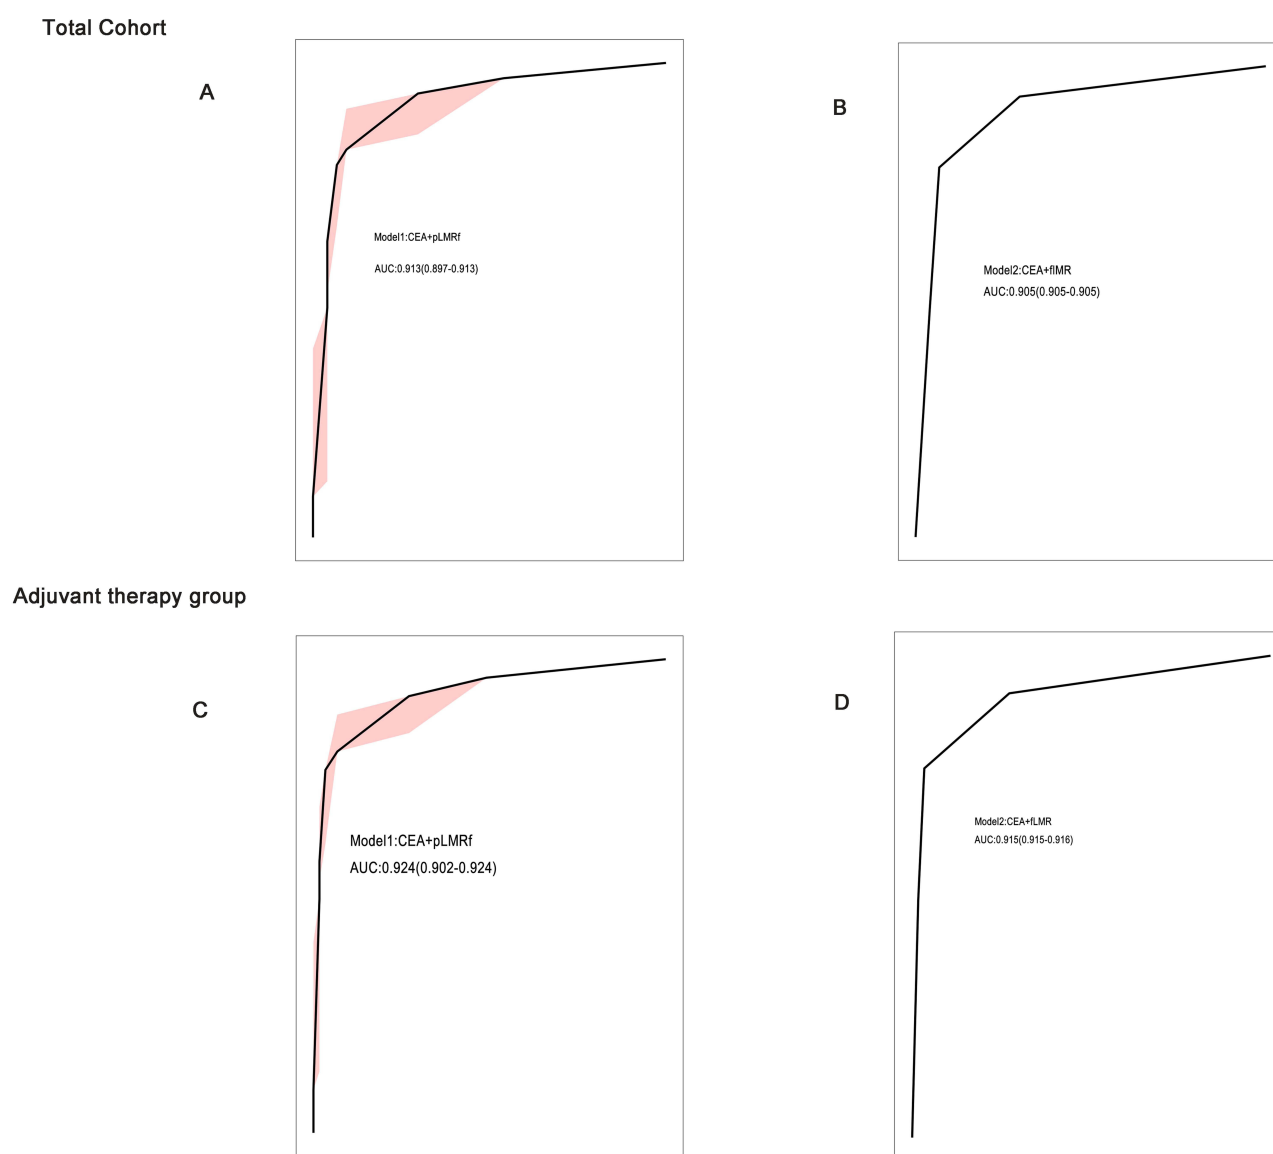 Total Cohort
A
B
Model1:CEA+pLMRf
AUC:0.913(0.897-0.913)
Model2:CEA+flMR
AUC:0.905(0.905-0.905)
Adjuvant therapy group
C
D
Model1:CEA+pLMRf
AUC:0.924(0.902-0.924)
Model2:CEA+fLMR
AUC:0.915(0.915-0.916)